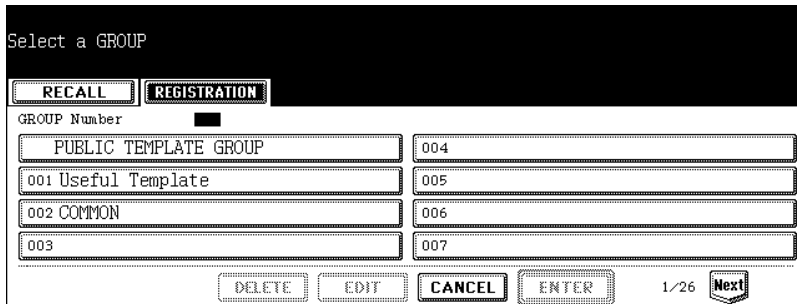 Select a GROUP
RECALL REGISTRATION
GROUP Number
PUBLIC TEMPLATE GROUP 004
001 Useful Template 005
002 COMMON 006
003 007
DELETE EDIT CANCEL ENTER 1/26 Next